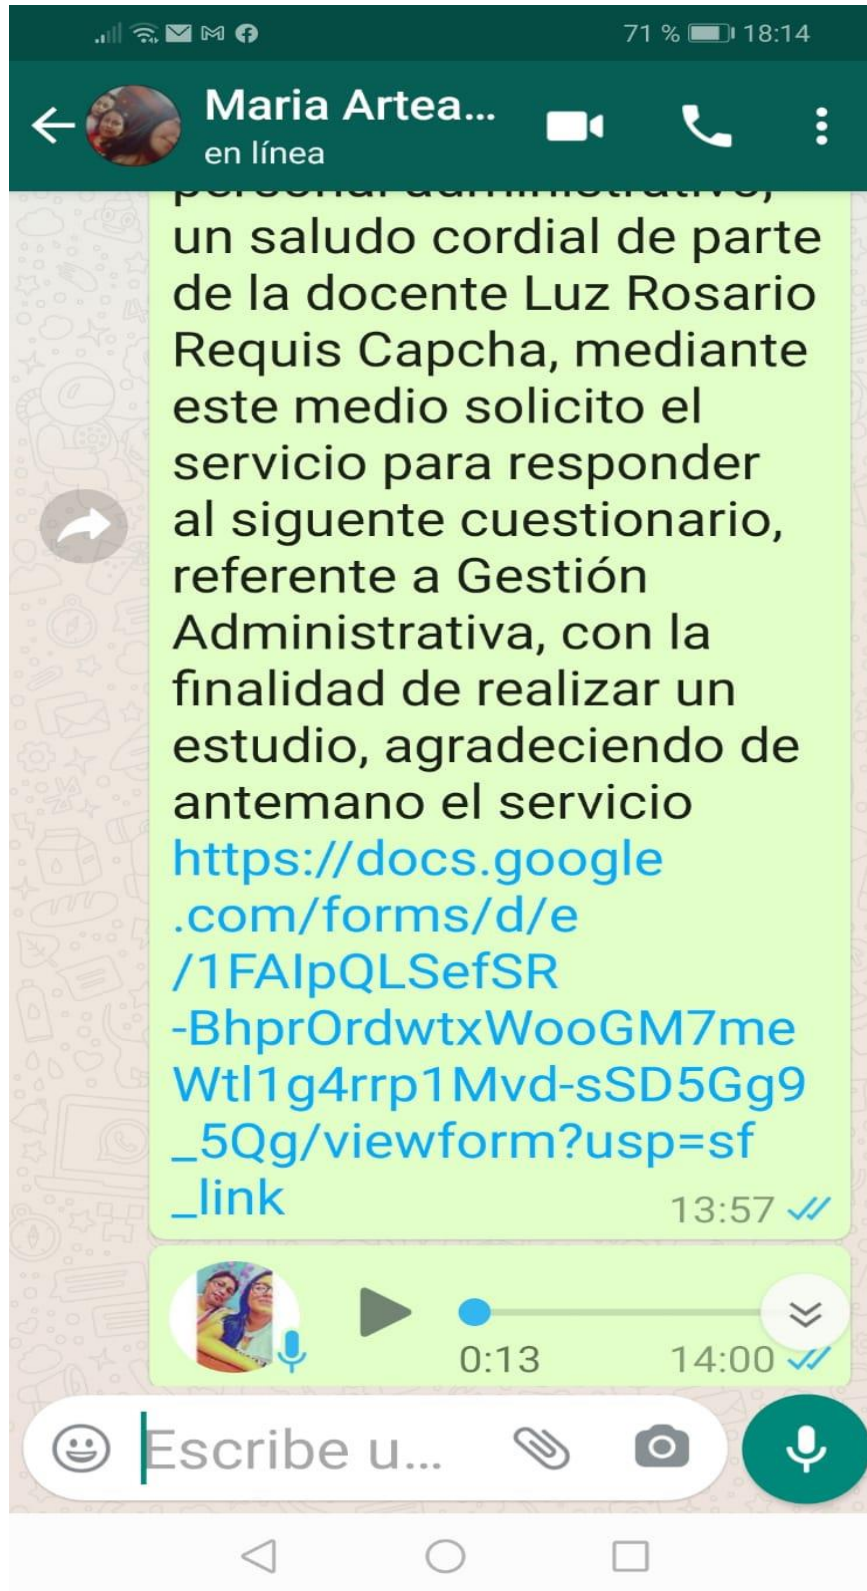 71 % 18:14
Maria Artea...
en línea
personal administrativo,
un saludo cordial de parte
de la docente Luz Rosario
Requis Capcha, mediante
este medio solicito el
servicio para responder
al siguente cuestionario,
referente a Gestión
Administrativa, con la
finalidad de realizar un
estudio, agradeciendo de
antemano el servicio
https://docs.google
.com/forms/d/e
/1FAIpQLSefSR
-BhprOrdwtxWooGM7me
Wtl1g4rrp1Mvd-sSD5Gg9
_5Qg/viewform?usp=sf
_link
13:57
0:13 14:00
Escribe u...